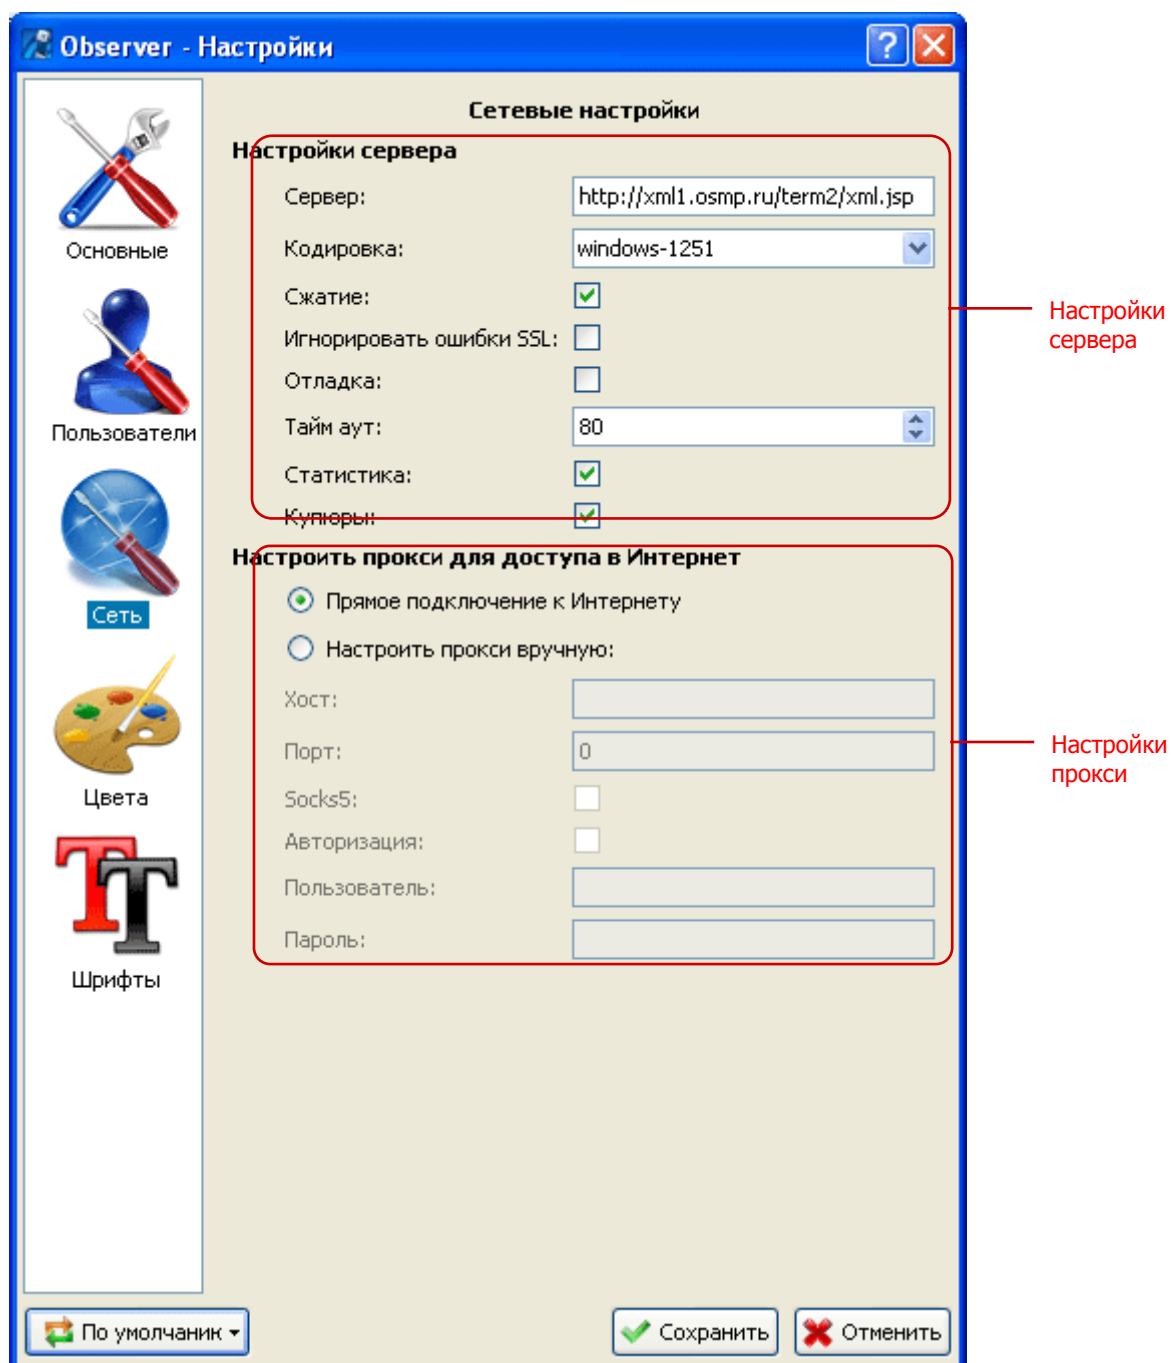 Observer - Настройки
Основные
Пользователи
Сеть
Цвета
Шрифты
Сетевые настройки
Настройки сервера
Сервер: http://xml1.osmp.ru/term2/xml.jsp
Кодировка: windows-1251
Сжатие:
Игнорировать ошибки SSL:
Отладка:
Тайм аут: 80
Статистика:
Купюры:
Настроить прокси для доступа в Интернет
Прямое подключение к Интернету
Настроить прокси вручную:
Хост:
Порт: 0
Socks5:
Авторизация:
Пользователь:
Пароль:
Настройки
сервера
Настройки
прокси
По умолчаник
Сохранить
Отменить